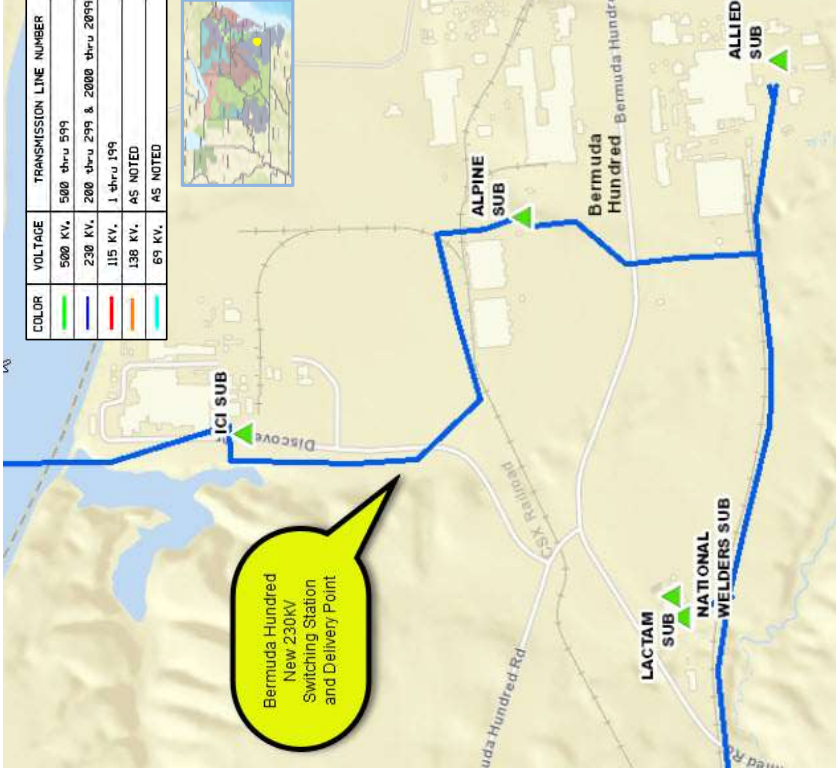 COLOR VOLTAGE TRANSMISSION LINE NUMBER
500 KV. 500 thru 599
230 KV. 200 thru 299 & 2000 thru 2099
115 KV. 1 thru 199
138 KV. AS NOTED
69 KV. AS NOTED
ICI SUB
Discove
ALPINE
SUB
Bermuda
Hundred
Bermuda Hundre
ALLIED
SUB
CSX Railroad
Bermuda Hundred
New 230KV
Switching Station
and Delivery Point
LACTAM
SUB
NATIONAL
WELDERS SUB
uda Hundred Rd